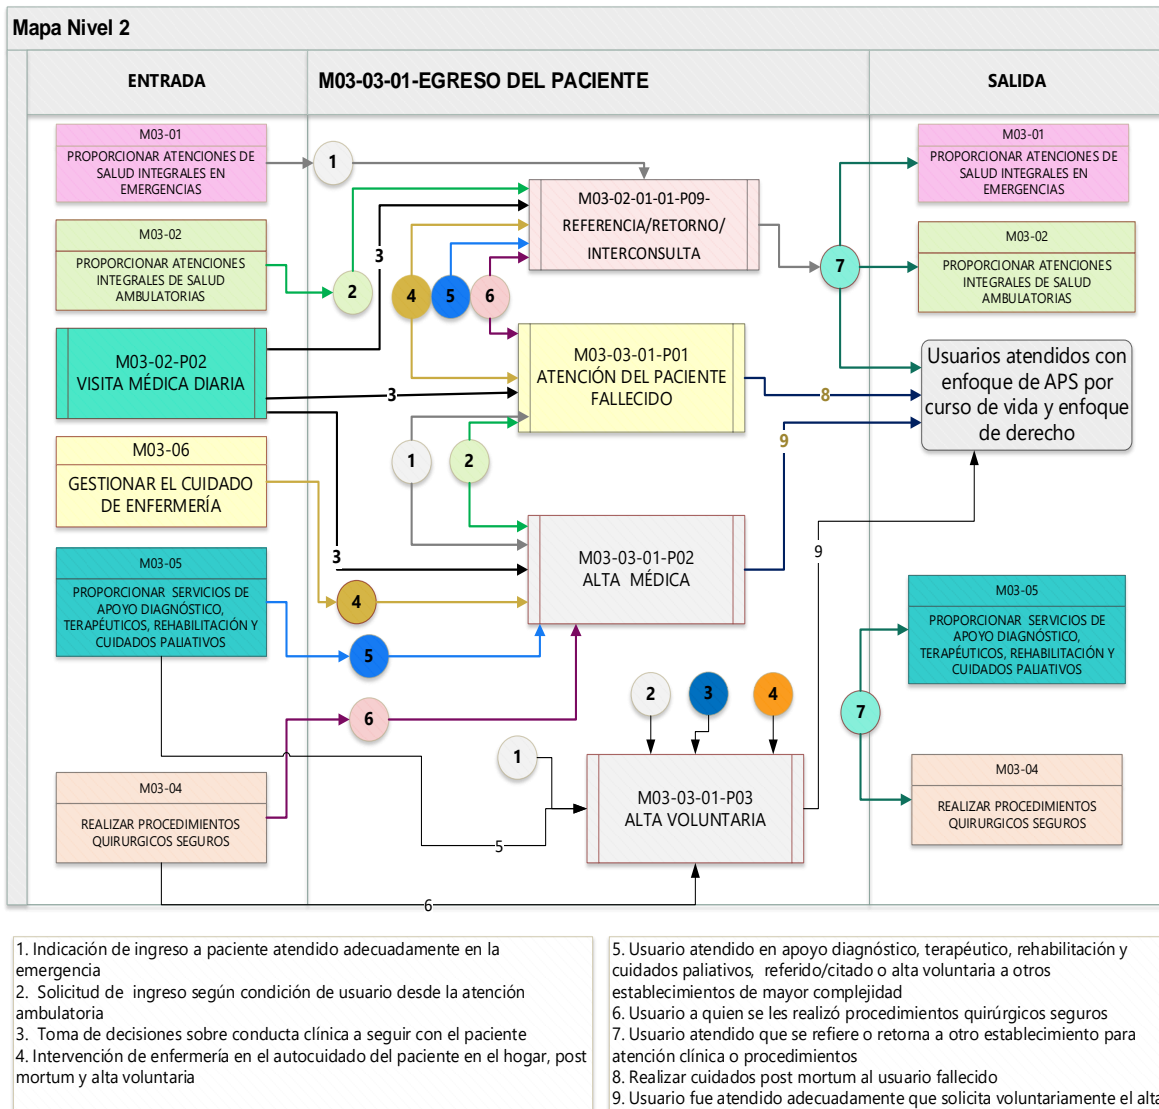 Mapa Nivel 2
ENTRADA
M03-03-01-EGRESO DEL PACIENTE
SALIDA
M03-01
PROPORCIONAR ATENCIONES DE
SALUD INTEGRALES EN
EMERGENCIAS
M03-02
PROPORCIONAR ATENCIONES
INTEGRALES DE SALUD
AMBULATORIAS
M03-02-P02
VISITA MÉDICA DIARIA
M03-06
GESTIONAR EL CUIDADO
DE ENFERMERÍA
M03-05
PROPORCIONAR SERVICIOS DE
APOYO DIAGNÓSTICO,
TERAPÉUTICOS, REHABILITACIÓN Y
CUIDADOS PALIATIVOS
M03-04
REALIZAR PROCEDIMIENTOS
QUIRURGICOS SEGUROS
1
2
3
4
5
6
M03-02-01-01-P09-
REFERENCIA/RETORNO/
INTERCONSULTA
3
M03-03-01-P01
ATENCIÓN DEL PACIENTE
FALLECIDO
1
2
3
4
5
6
M03-03-01-P02
ALTA MÉDICA
2
3
4
1
M03-03-01-P03
ALTA VOLUNTARIA
5
6
7
8
9
9
7
M03-01
PROPORCIONAR ATENCIONES DE
SALUD INTEGRALES EN
EMERGENCIAS
M03-02
PROPORCIONAR ATENCIONES
INTEGRALES DE SALUD
AMBULATORIAS
Usuarios atendidos con
enfoque de APS por
curso de vida y enfoque
de derecho
M03-05
PROPORCIONAR SERVICIOS DE
APOYO DIAGNÓSTICO,
TERAPÉUTICOS, REHABILITACIÓN Y
CUIDADOS PALIATIVOS
M03-04
REALIZAR PROCEDIMIENTOS
QUIRURGICOS SEGUROS
1. Indicación de ingreso a paciente atendido adecuadamente en la
emergencia
2. Solicitud de ingreso según condición de usuario desde la atención
ambulatoria
3. Toma de decisiones sobre conducta clínica a seguir con el paciente
4. Intervención de enfermería en el autocuidado del paciente en el hogar, post
mortum y alta voluntaria
5. Usuario atendido en apoyo diagnóstico, terapéutico, rehabilitación y
cuidados paliativos, referido/citado o alta voluntaria a otros
establecimientos de mayor complejidad
6. Usuario a quien se les realizó procedimientos quirúrgicos seguros
7. Usuario atendido que se refiere o retorna a otro establecimiento para
atención clínica o procedimientos
8. Realizar cuidados post mortum al usuario fallecido
9. Usuario fue atendido adecuadamente que solicita voluntariamente el alta